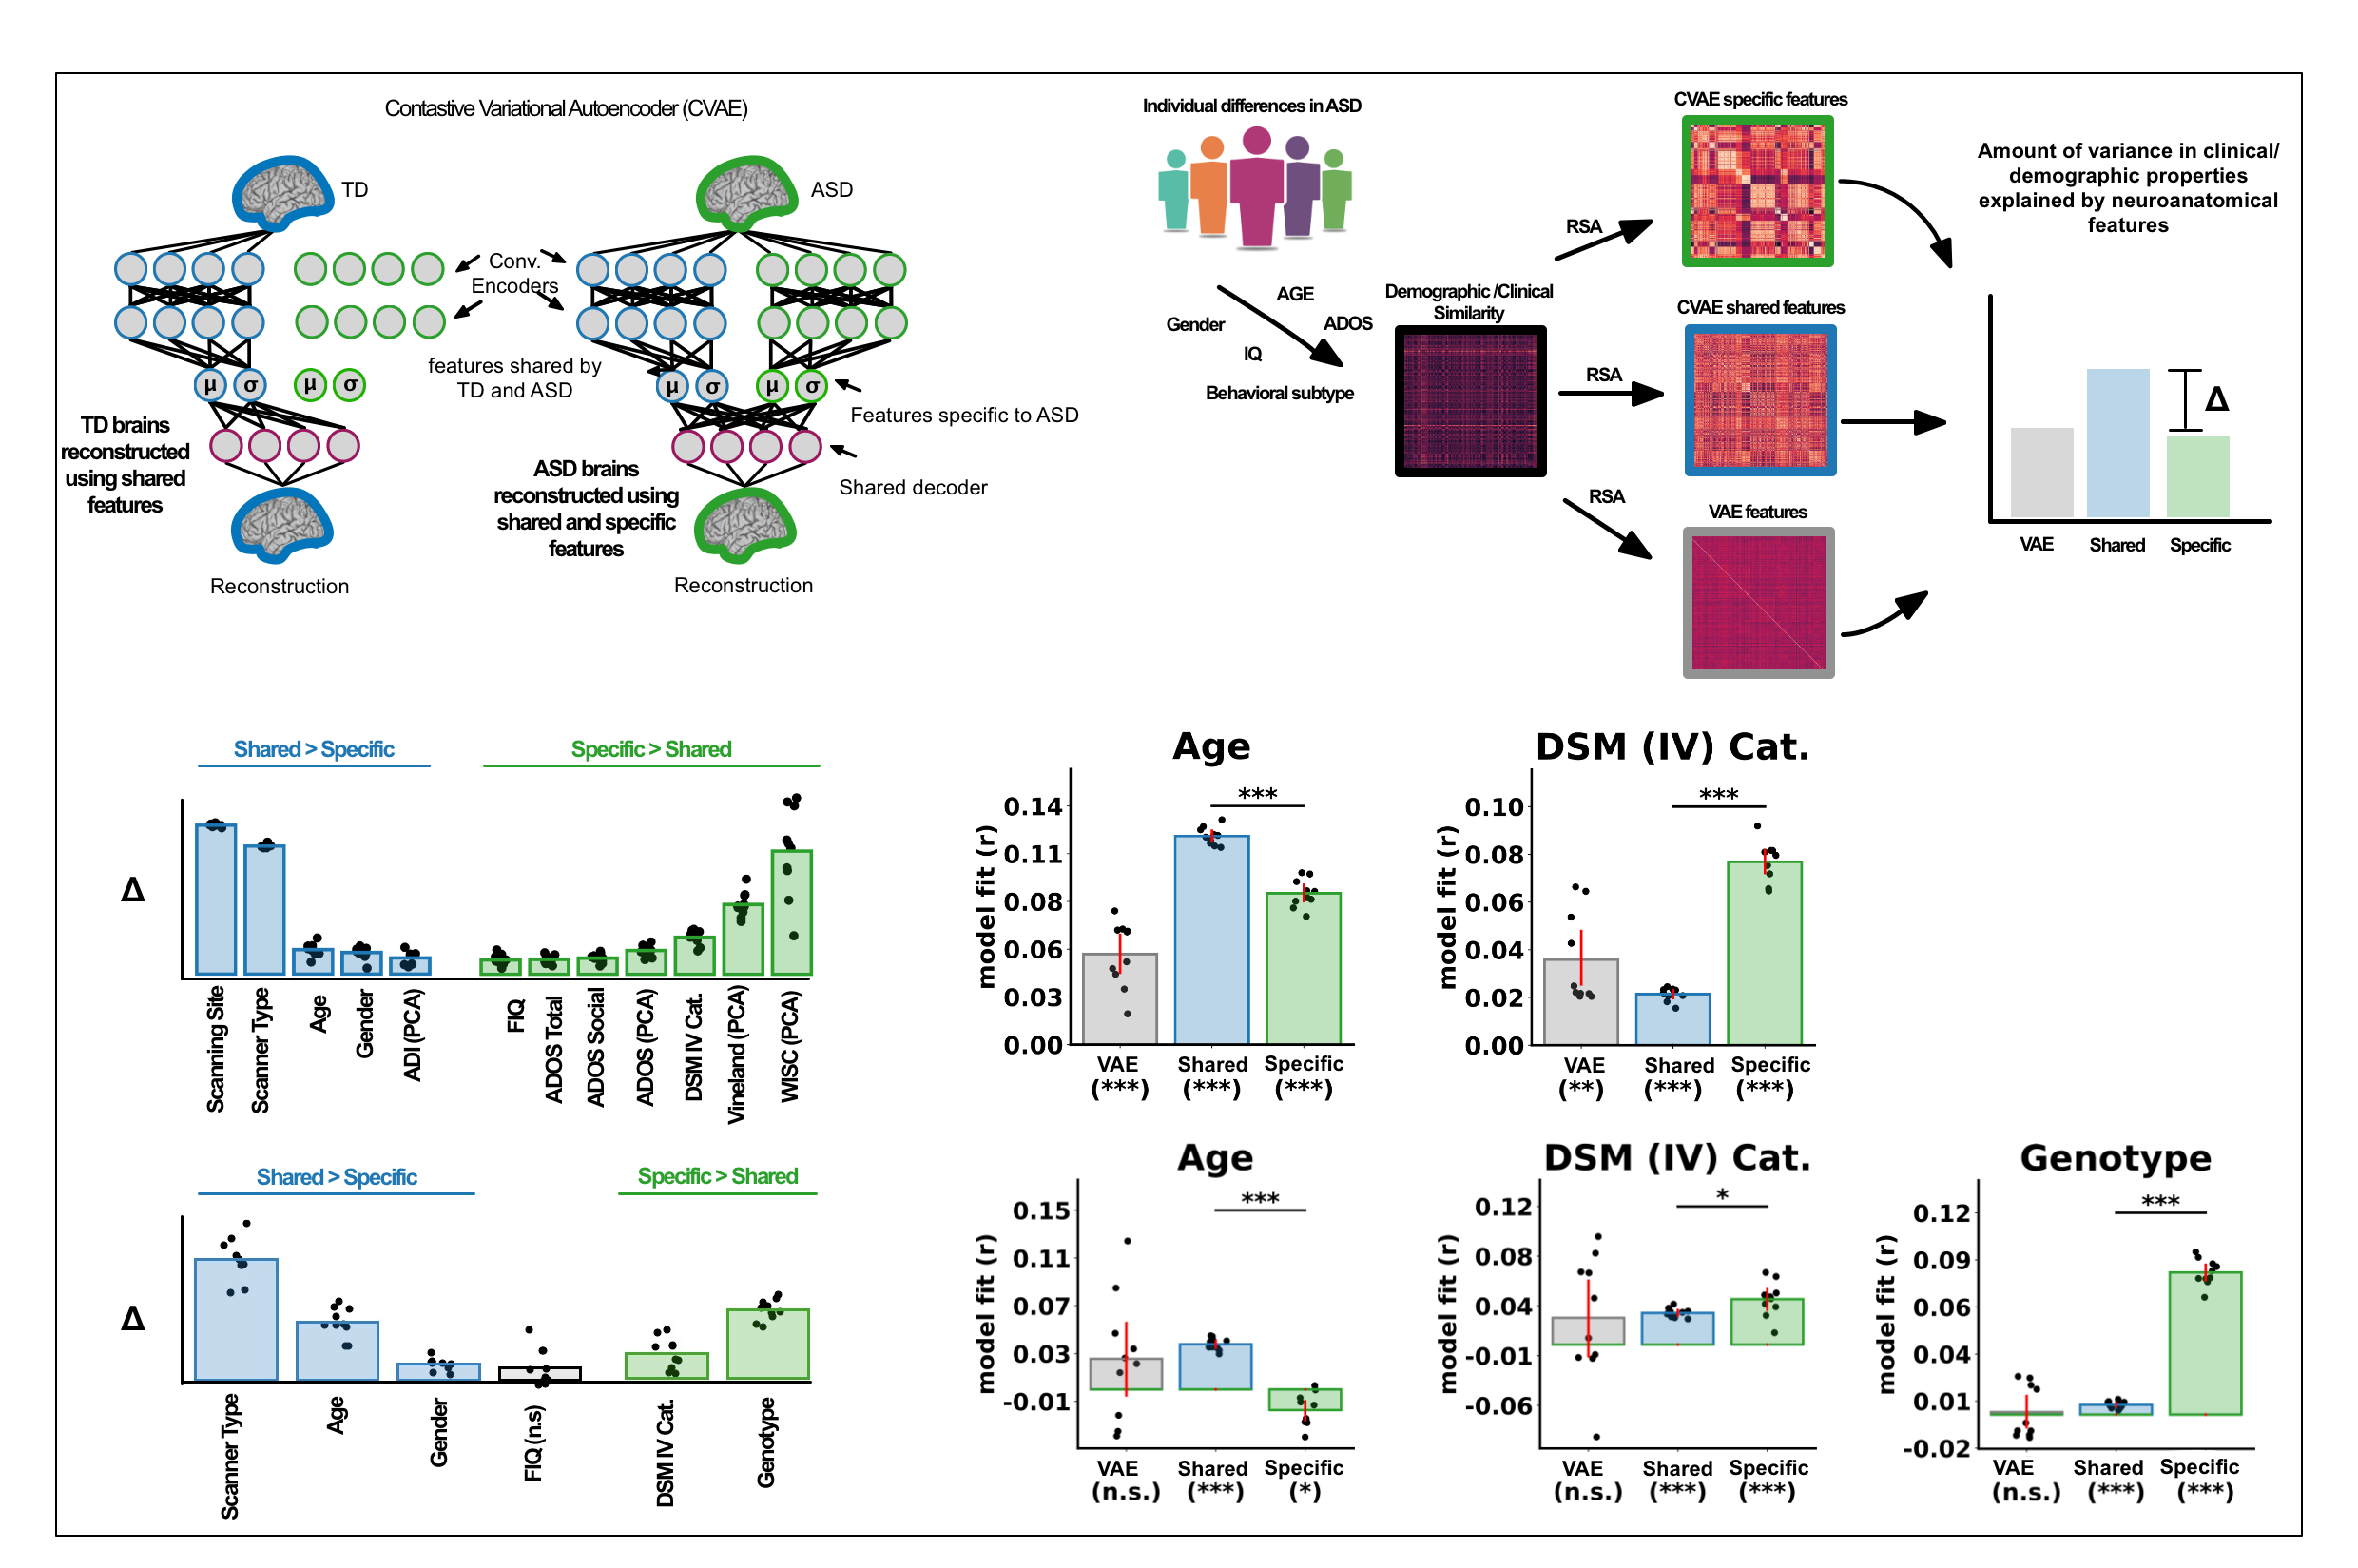 Contastive Variational Autoencoder (CVAE)
TD
ASD
Conv.
Encoders
features shared by
TD and ASD
μ σ
μ σ
μ σ
μ σ
Features specific to ASD
Shared decoder
TD brains
reconstructed
using shared
features
ASD brains
reconstructed using
shared and specific
features
Reconstruction
Reconstruction
Individual differences in ASD
AGE
Gender
ADOS
IQ
Behavioral subtype
Demographic /Clinical
Similarity
RSA
RSA
RSA
CVAE specific features
CVAE shared features
VAE features
Amount of variance in clinical/
demographic properties
explained by neuroanatomical
features
Δ
VAE
Shared
Specific
Shared > Specific
Specific > Shared
Δ
Scanning Site
Scanner Type
Age
Gender
ADI (PCA)
FIQ
ADOS Total
ADOS Social
ADOS (PCA)
DSM IV Cat.
Vineland (PCA)
WISC (PCA)
Age
model fit (r)
0.14
0.11
0.08
0.06
0.03
0.00
***
VAE
Shared
Specific
(***)
(***)
(***)
DSM (IV) Cat.
model fit (r)
0.10
0.08
0.06
0.04
0.02
0.00
***
VAE
Shared
Specific
(**)
(***)
(***)
Shared > Specific
Specific > Shared
Δ
Scanner Type
Age
Gender
FIQ (n.s)
DSM IV Cat.
Genotype
Age
model fit (r)
0.15
0.11
0.07
0.03
-0.01
***
VAE
Shared
Specific
(n.s.)
(***)
(*)
DSM (IV) Cat.
model fit (r)
0.12
0.08
0.04
-0.01
-0.06
*
VAE
Shared
Specific
(n.s.)
(***)
(***)
Genotype
model fit (r)
0.12
0.09
0.06
0.04
0.01
-0.02
***
VAE
Shared
Specific
(n.s.)
(***)
(***)